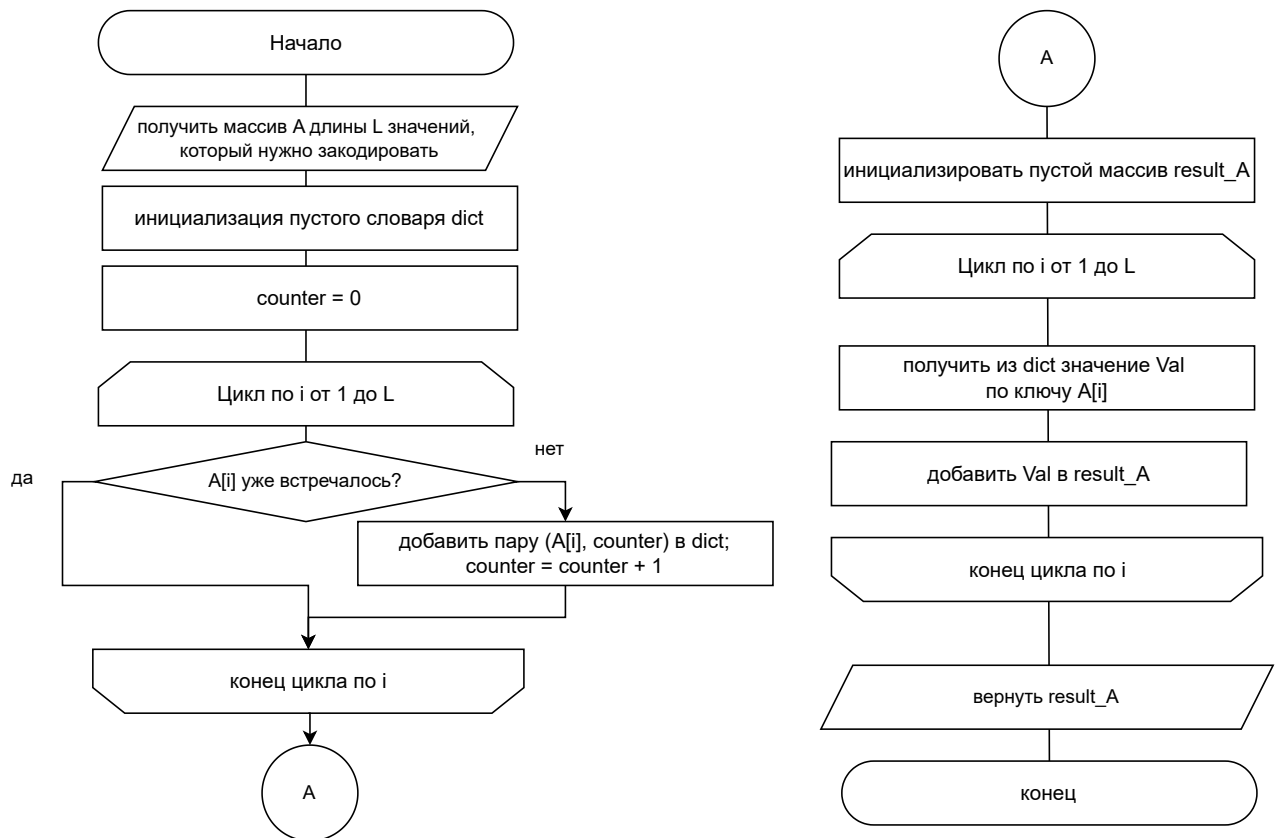 Начало
получить массив A длины L значений,
который нужно закодировать
инициализация пустого словаря dict
counter = 0
Цикл по i от 1 до L
A[i] уже встречалось?
да
нет
добавить пару (A[i], counter) в dict;
counter = counter + 1
конец цикла по i
A
A
инициализировать пустой массив result_A
Цикл по i от 1 до L
получить из dict значение Val
по ключу A[i]
добавить Val в result_A
конец цикла по i
вернуть result_A
конец